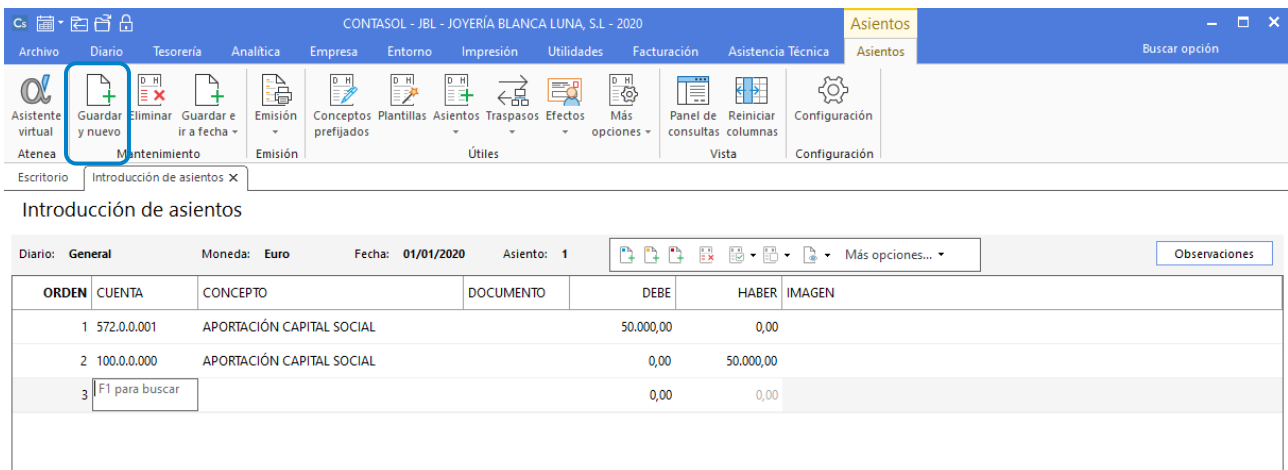 Cs CONTASOL - JBL - JOYERÍA BLANCA LUNA, S.L - 2020 Asientos
Archivo Diario Tesorería Analítica Empresa Entorno Impresión Utilidades Facturación Asistencia Técnica Asientos Buscar opción
D H D H D H D H D H
Asistente Guardar Eliminar Guardar e Emisión Conceptos Plantillas Asientos Traspasos Efectos Más Panel de Reiniciar Configuración
virtual y nuevo ir a fecha prefijados opciones consultas columnas
Atenea Mantenimiento Emisión Útiles Vista Configuración
Escritorio Introducción de asientos X
Introducción de asientos
Diario: General Moneda: Euro Fecha: 01/01/2020 Asiento: 1 Más opciones... Observaciones
ORDEN CUENTA CONCEPTO DOCUMENTO DEBE HABER IMAGEN
1 572.0.0.001 APORTACIÓN CAPITAL SOCIAL 50.000,00 0,00
2 100.0.0.000 APORTACIÓN CAPITAL SOCIAL 0,00 50.000,00
3 F1 para buscar 0,00 0,00